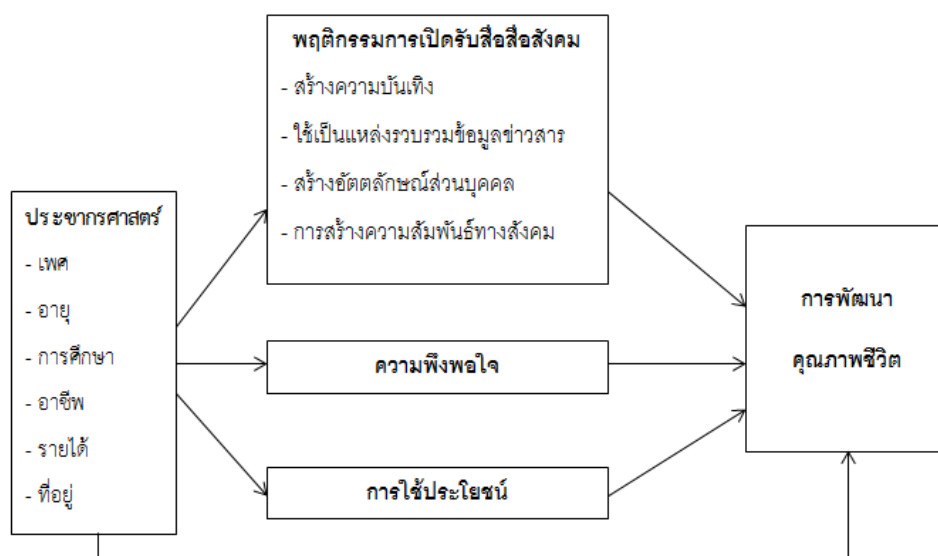 พฤติกรรมการเปิดรับสื่อสื่อสังคม
- สร้างความบันเทิง
- ใช้เป็นแหล่งรวบรวมข้อมูลข่าวสาร
- สร้างอัตตลักษณ์ส่วนบุคคล
- การสร้างความสัมพันธ์ทางสังคม
ประชากรศาสตร์
- เพศ
- อายุ
- การศึกษา
- อาชีพ
- รายได้
- ที่อยู่
ความพึงพอใจ
การใช้ประโยชน์
การพัฒนา
คุณภาพชีวิต